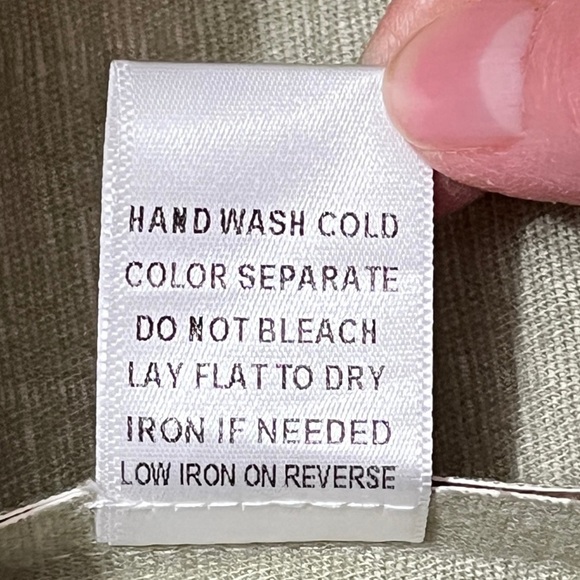 HAND WASH COLD
COLOR SEPARATE
DO NOT BLEACH
LAY FLAT TO DRY
IRON IF NEEDED
LOW IRON ON REVERSE